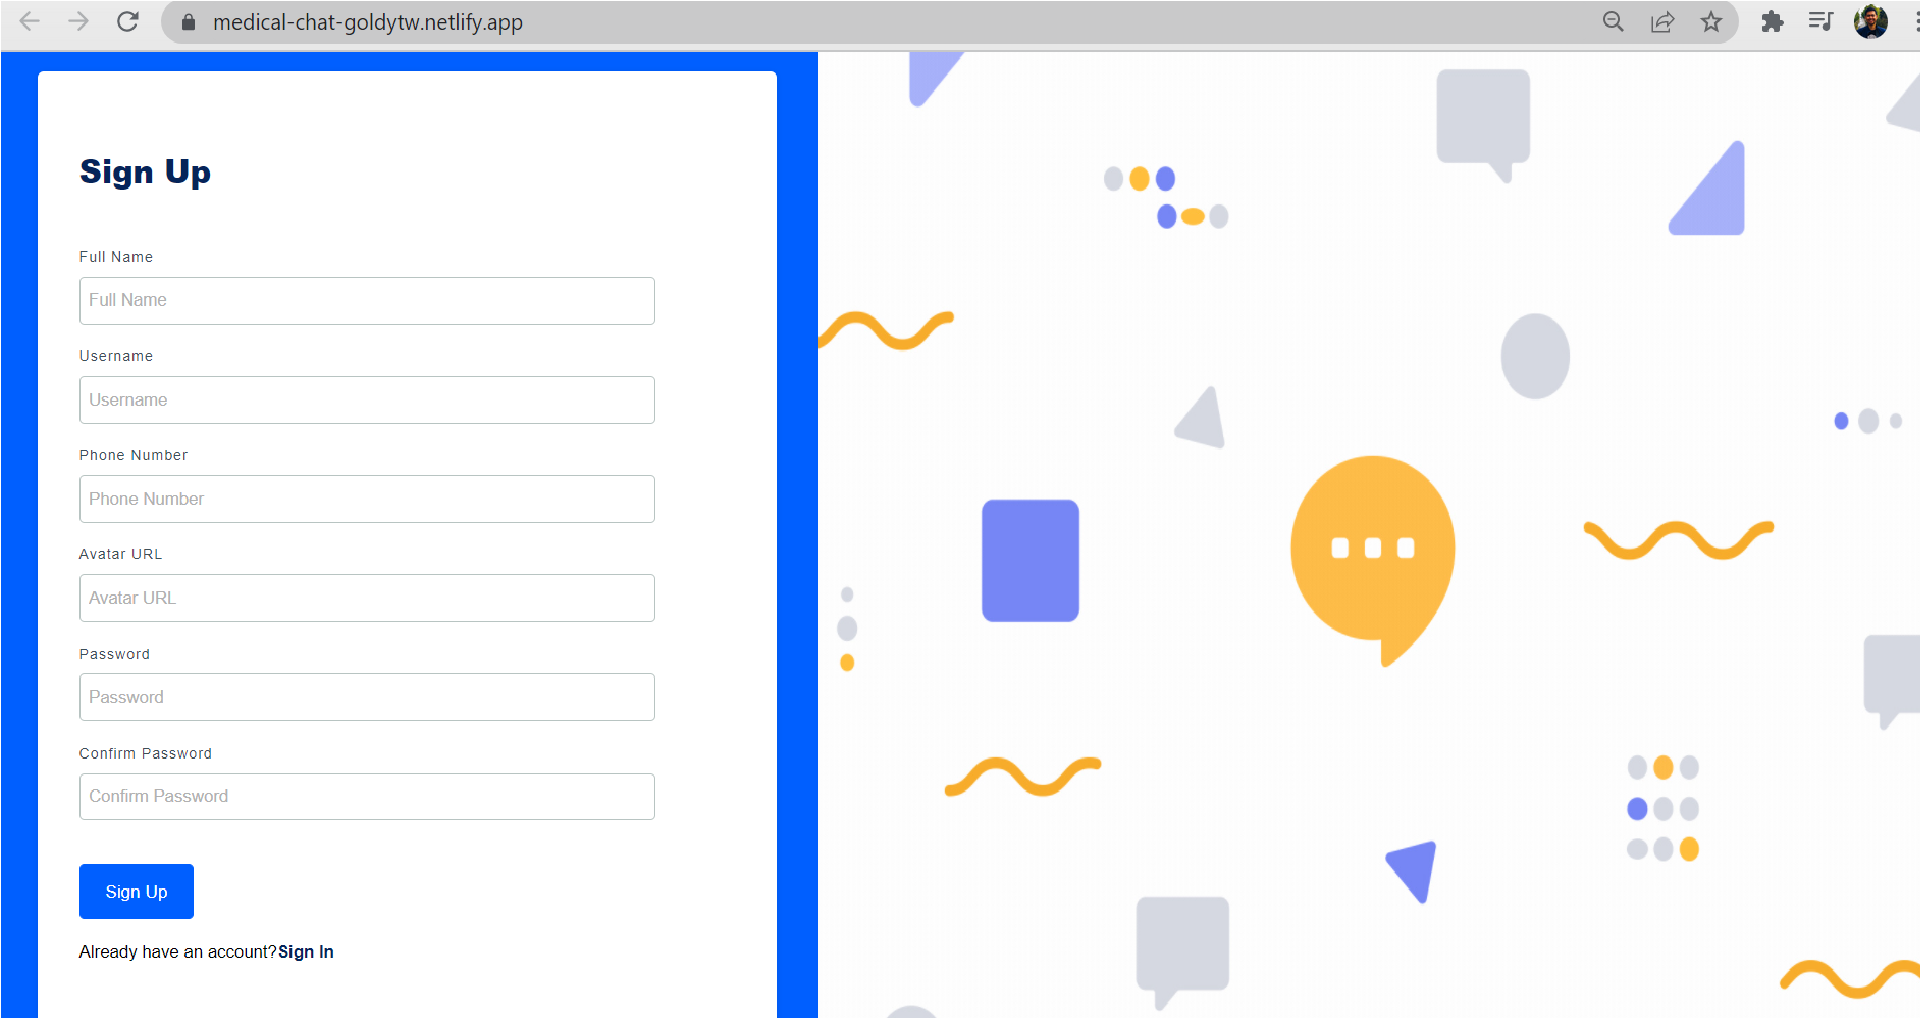 medical-chat-goldytw.netlify.app
Sign Up
Full Name
Full Name
Username
Username
Phone Number
Phone Number
Avatar URL
Avatar URL
Password
Password
Confirm Password
Confirm Password
Sign Up
Already have an account?Sign In